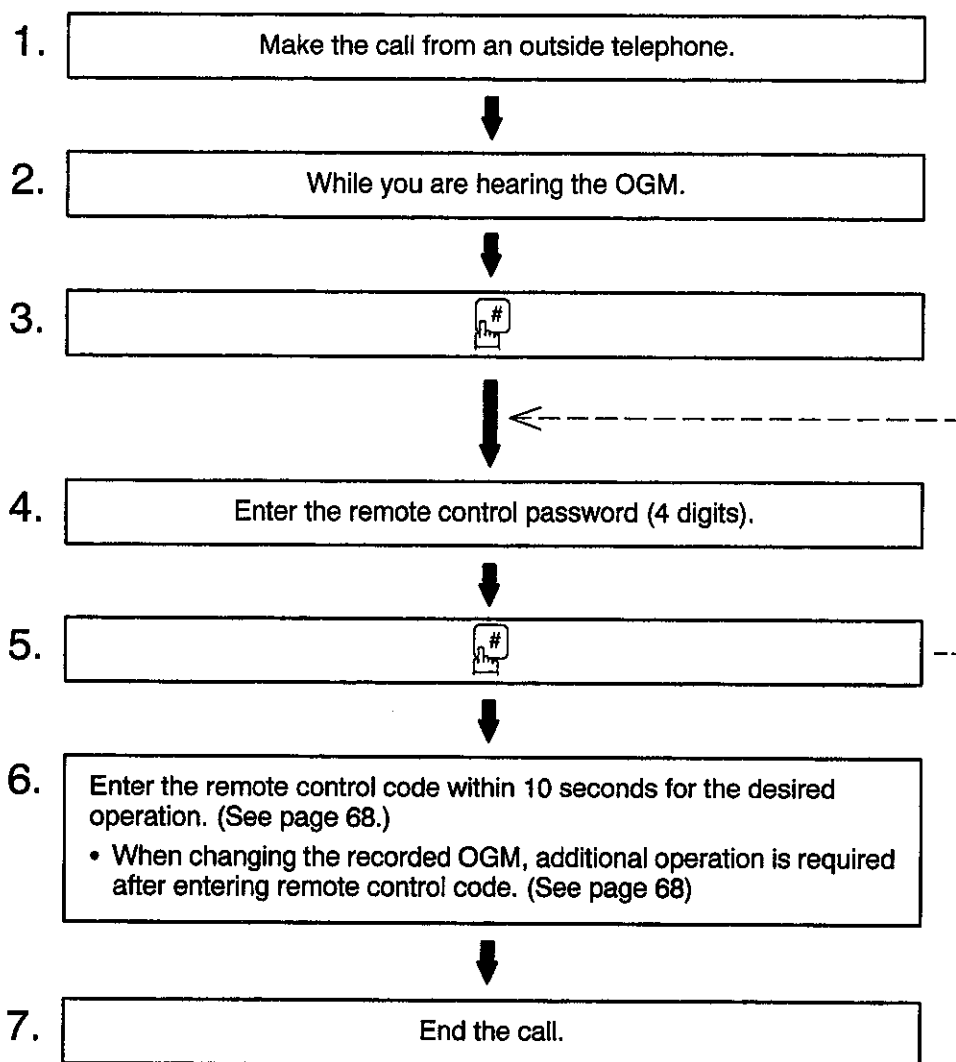 1. Make the call from an outside telephone.
2. While you are hearing the OGM.
3. #
4. Enter the remote control password (4 digits).
5. #
6. Enter the remote control code within 10 seconds for the desired
operation. (See page 68.)
• When changing the recorded OGM, additional operation is required
after entering remote control code. (See page 68)
7. End the call.